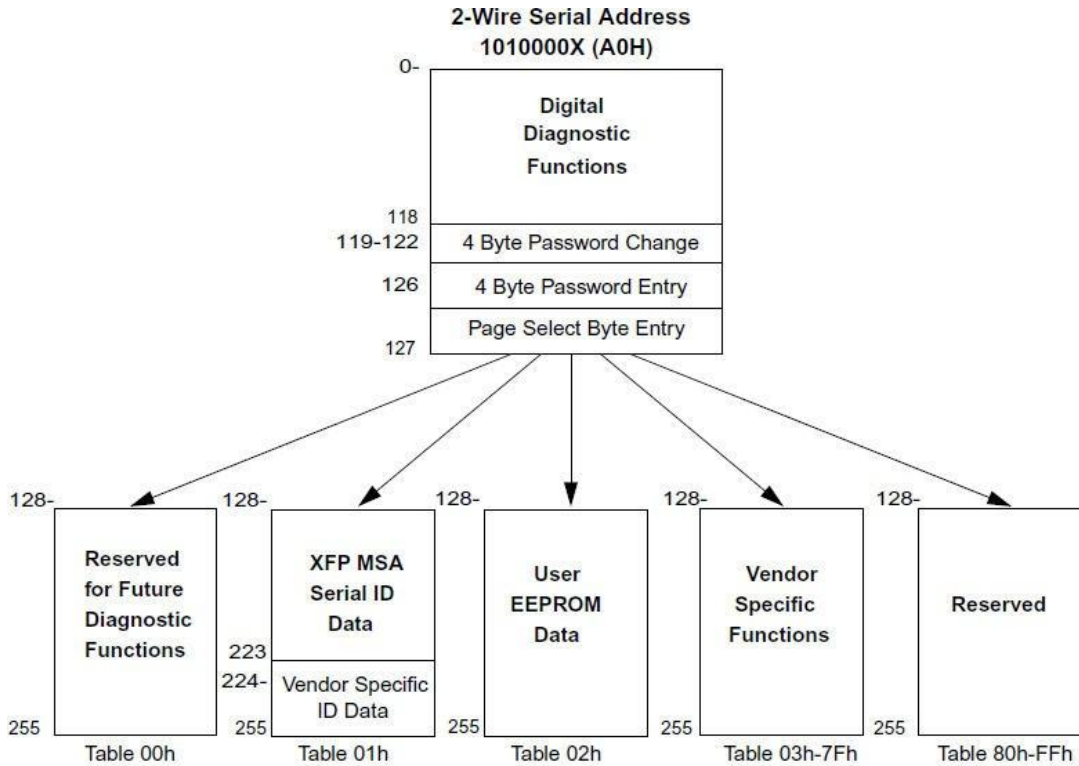 2-Wire Serial Address
1010000X (A0H)
0-
Digital
Diagnostic
Functions
118
119-122
4 Byte Password Change
126
4 Byte Password Entry
Page Select Byte Entry
127
128-
Reserved
for Future
Diagnostic
Functions
255
Table 00h
128-
XFP MSA
Serial ID
Data
223
224-
Vendor Specific
ID Data
255
Table 01h
128-
User
EEPROM
Data
255
Table 02h
128-
Vendor
Specific
Functions
255
Table 03h-7Fh
128-
Reserved
255
Table 80h-FFh